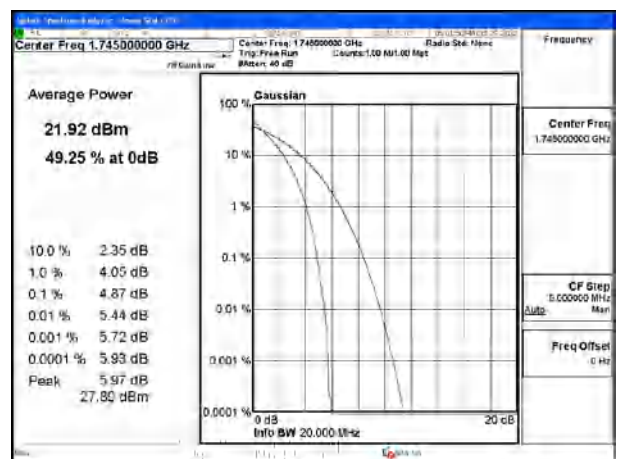 Center Freq 1.745000000 GHz
Center Freq: 1.745000000 GHz
Radio Std: None
Trig: Free Run
Counts:1.00 M/1.00 Mpt
#Atten: 40 dB
Frequency
Average Power
21.92 dBm
49.25 % at 0dB
10.0 % 2.35 dB
1.0 % 4.05 dB
0.1 % 4.87 dB
0.01 % 5.44 dB
0.001 % 5.72 dB
0.0001 % 5.93 dB
Peak 5.97 dB
27.89 dBm
Gaussian
100 %
10 %
1 %
0.1 %
0.01 %
0.001 %
0.0001 %
0 dB
20 dB
Info BW 20.000 MHz
Center Freq
1.745000000 GHz
CF Step
5.000000 MHz
Auto Man
Freq Offset
0 Hz